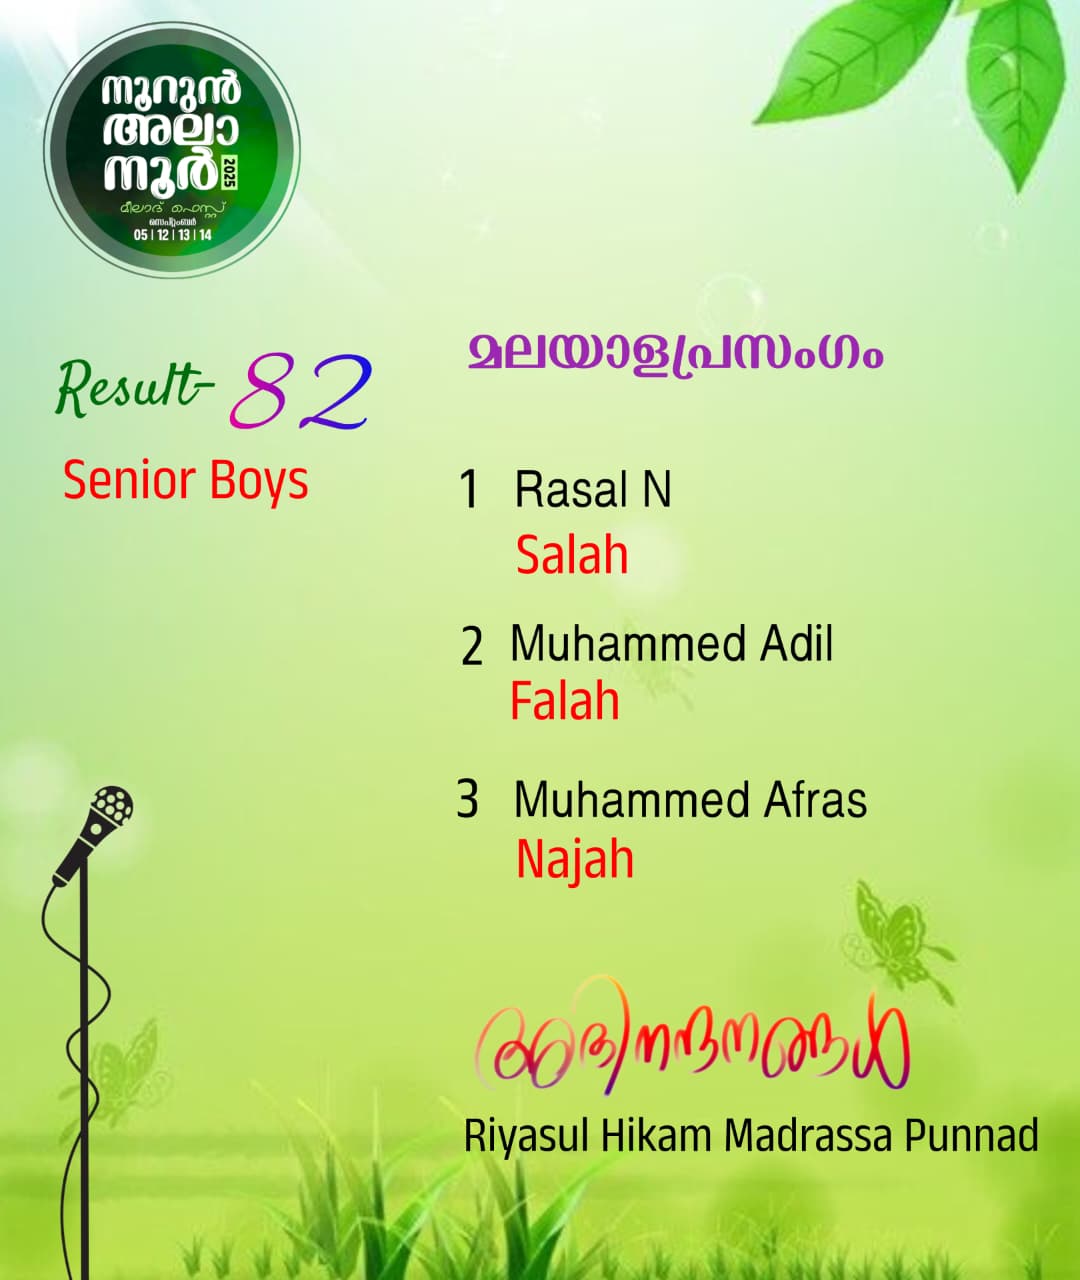 നൂറുൻ
അലാ
നൂർ 2025
മീലാദ് ഫെസ്റ്റ്
സെപ്റ്റംബർ
05 | 12 | 13 | 14
Result- 82
Senior Boys
മലയാളപ്രസംഗം
1 Rasal N
Salah
2 Muhammed Adil
Falah
3 Muhammed Afras
Najah
അഭിനന്ദനങ്ങൾ
Riyasul Hikam Madrassa Punnad